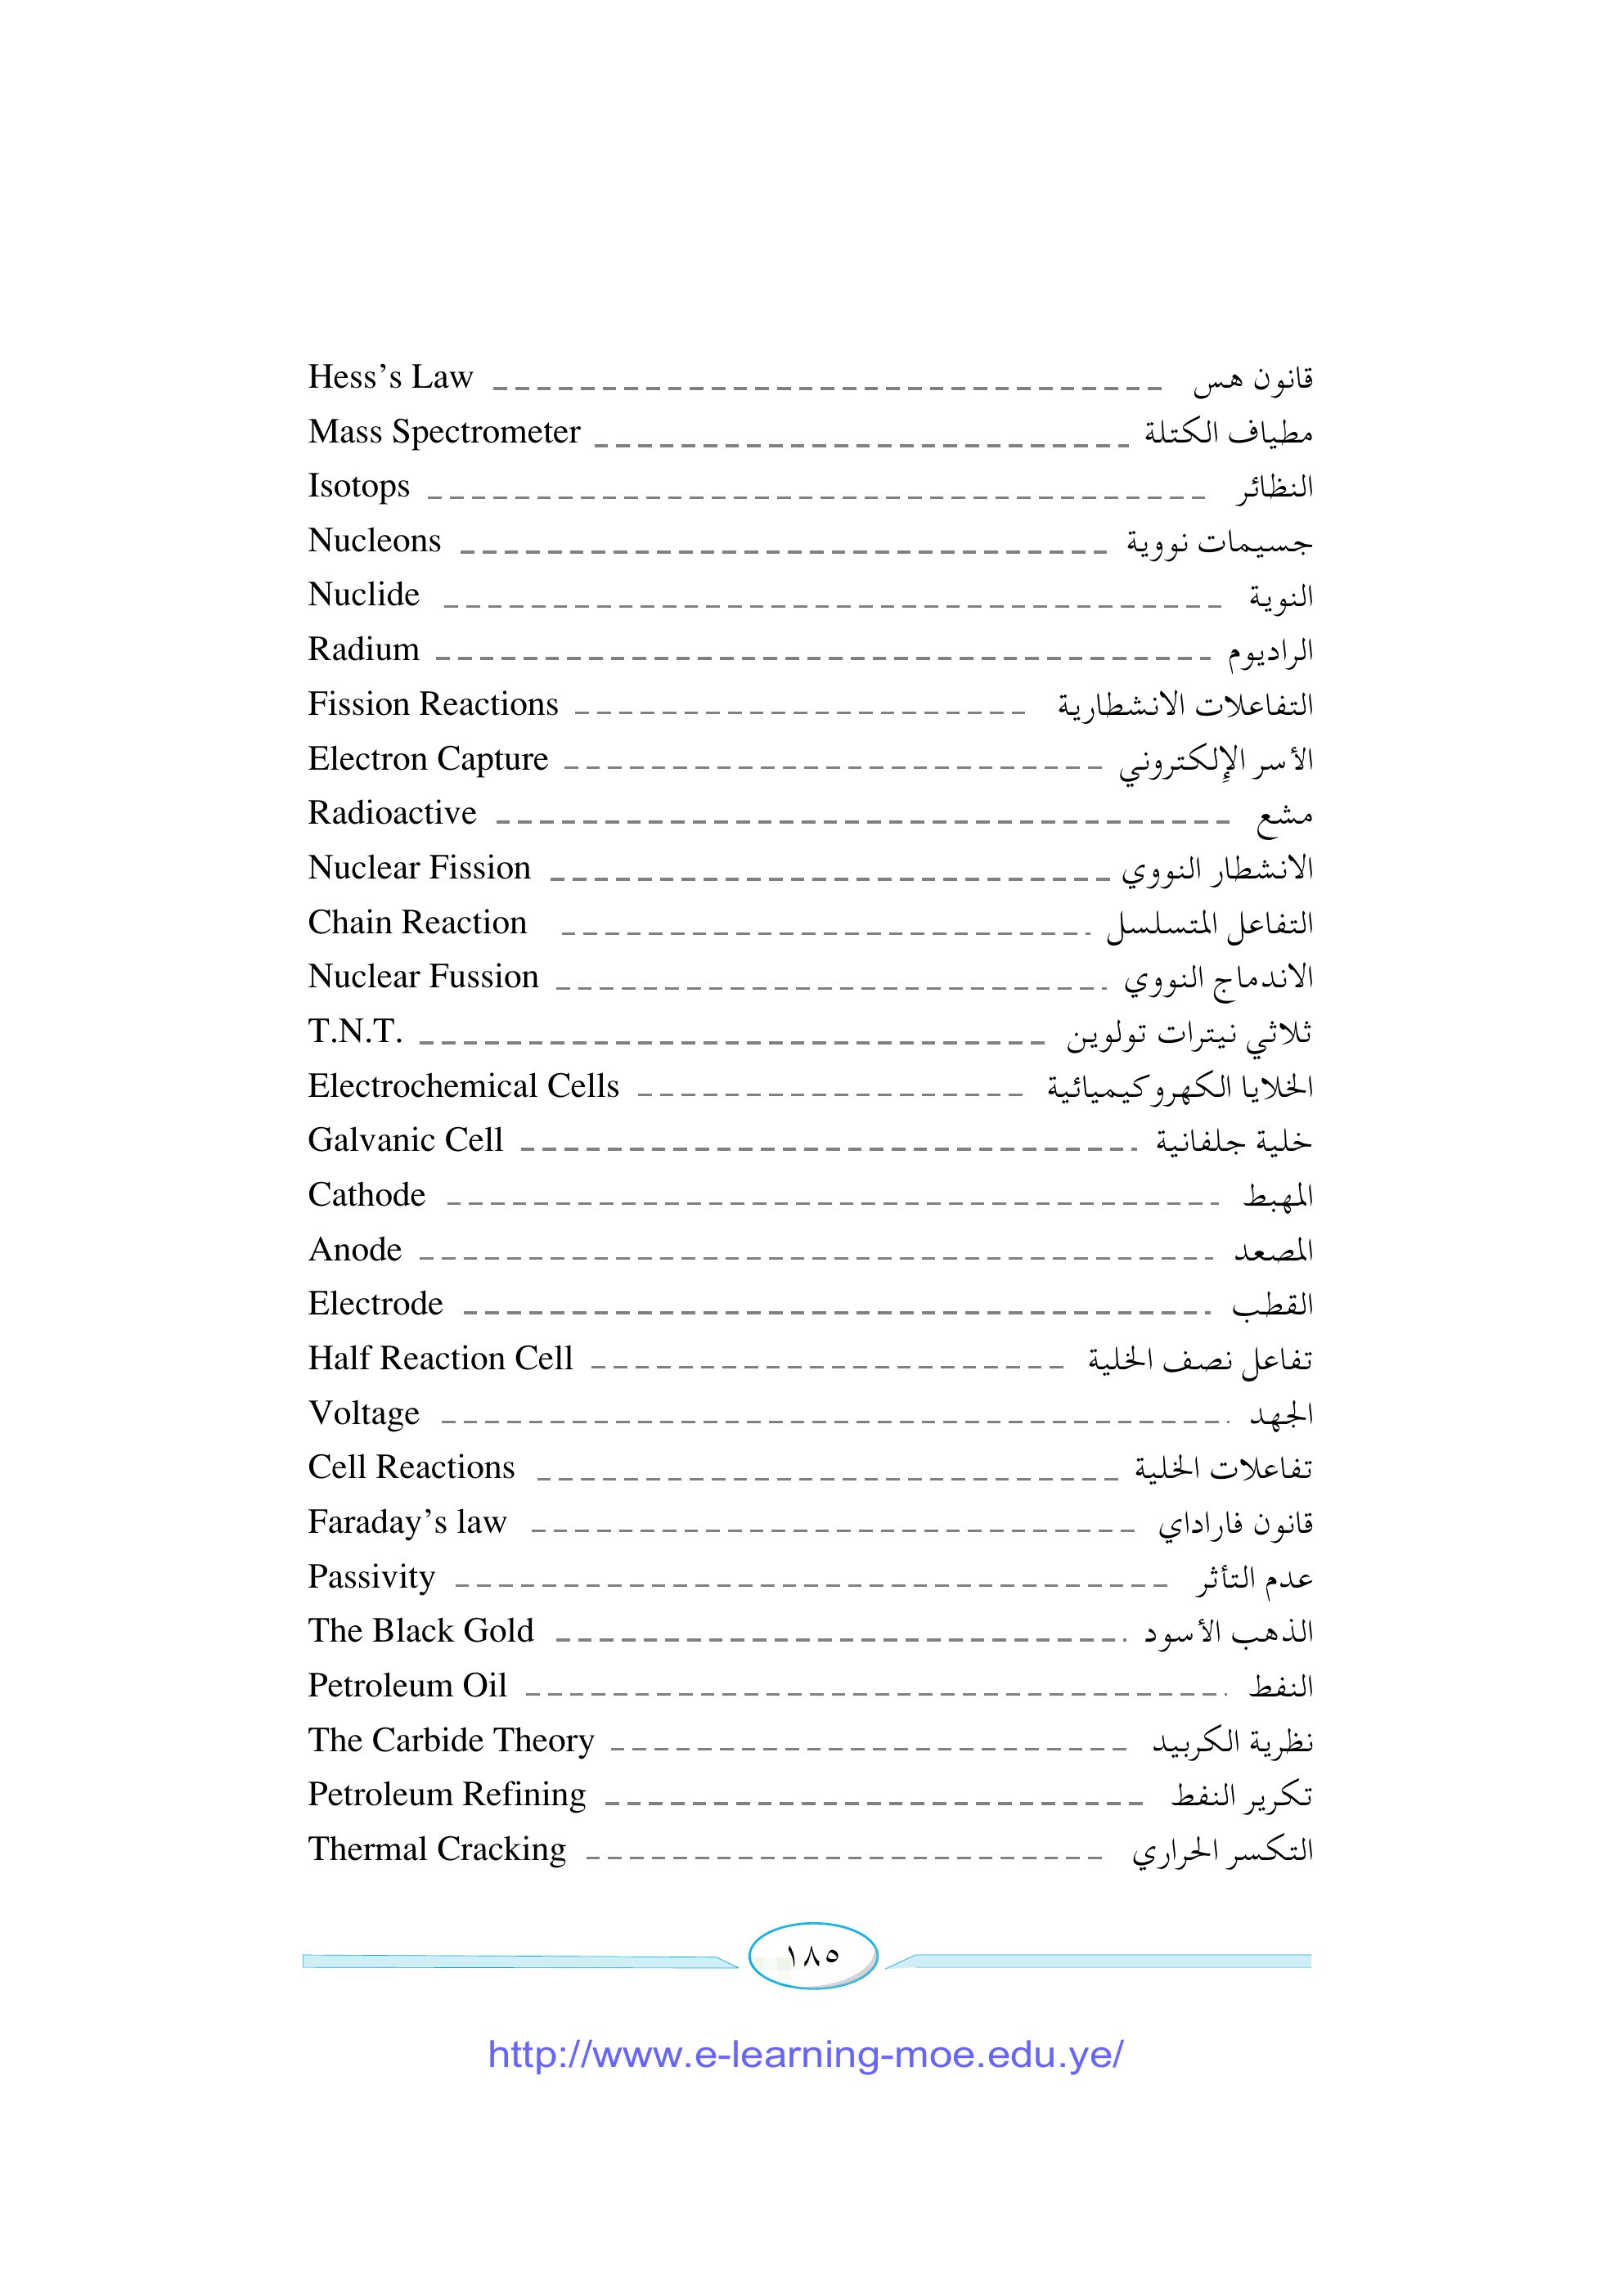 Hess’s Law قانون هس
Mass Spectrometer مطياف الكتلة
Isotops النظائر
Nucleons جسيمات نووية
Nuclide النوية
Radium الراديوم
Fission Reactions التفاعلات الانشطارية
Electron Capture الأسر الإلكتروني
Radioactive مشع
Nuclear Fission الانشطار النووي
Chain Reaction التفاعل المتسلسل
Nuclear Fussion الاندماج النووي
T.N.T. ثلاثي نيترات تولوين
Electrochemical Cells الخلايا الكهروكيميائية
Galvanic Cell خلية جلفانية
Cathode المهبط
Anode المصعد
Electrode القطب
Half Reaction Cell تفاعل نصف الخلية
Voltage الجهد
Cell Reactions تفاعلات الخلية
Faraday’s law قانون فاراداي
Passivity عدم التأثر
The Black Gold الذهب الأسود
Petroleum Oil النفط
The Carbide Theory نظرية الكربيد
Petroleum Refining تكرير النفط
Thermal Cracking التكسر الحراري
١٨٥
http://www.e-learning-moe.edu.ye/